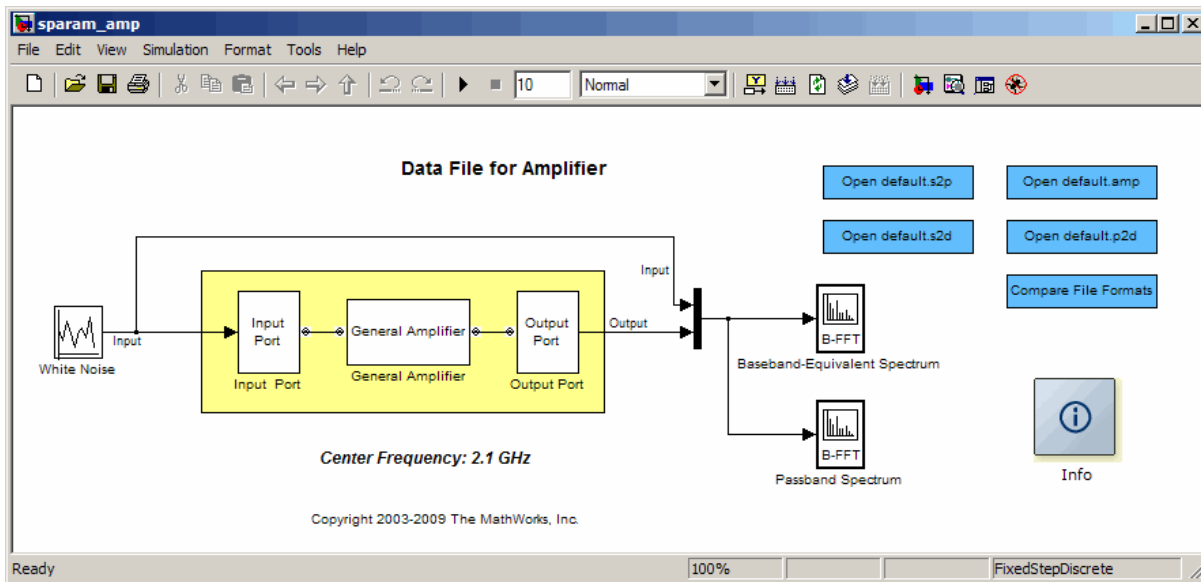 sparam_amp
File Edit View Simulation Format Tools Help
10 Normal
Data File for Amplifier
Open default.s2p Open default.amp
Open default.s2d Open default.p2d
Compare File Formats
Input
Input Port
General Amplifier
Output Port
Output
Input
White Noise
Input Port
General Amplifier
Output Port
B-FFT
Baseband-Equivalent Spectrum
B-FFT
Passband Spectrum
Info
Center Frequency: 2.1 GHz
Copyright 2003-2009 The MathWorks, Inc.
Ready 100% FixedStepDiscrete